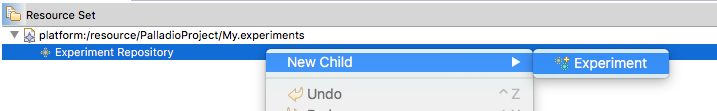 Resource Set
platform:/resource/PalladioProject/My.experiments
Experiment Repository
New Child
Experiment
Undo ^ Z